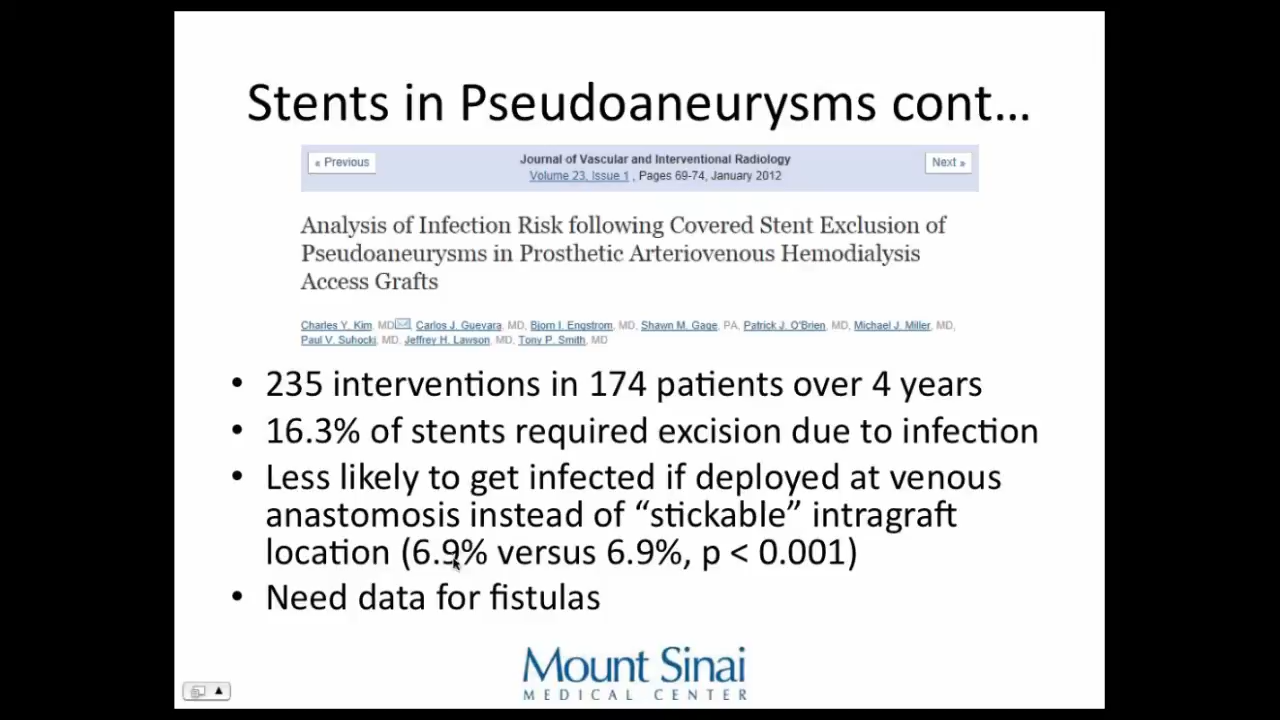 Stents in Pseudoaneurysms cont...
« Previous
Journal of Vascular and Interventional Radiology
Next »
Volume 23, Issue 1 , Pages 69-74, January 2012
Analysis of Infection Risk following Covered Stent Exclusion of
Pseudoaneurysms in Prosthetic Arteriovenous Hemodialysis
Access Grafts
Charles Y. Kim, MD, Carlos J. Guevara, MD, Bjorn I. Engstrom, MD, Shawn M. Gage, PA, Patrick J. O'Brien, MD, Michael J. Miller, MD,
Paul V. Suhocki, MD, Jeffrey H. Lawson, MD, Tony P. Smith, MD
• 235 interventions in 174 patients over 4 years
• 16.3% of stents required excision due to infection
• Less likely to get infected if deployed at venous
anastomosis instead of “stickable” intragraft
location (6.9% versus 6.9%, p < 0.001)
• Need data for fistulas
Mount Sinai
MEDICAL CENTER